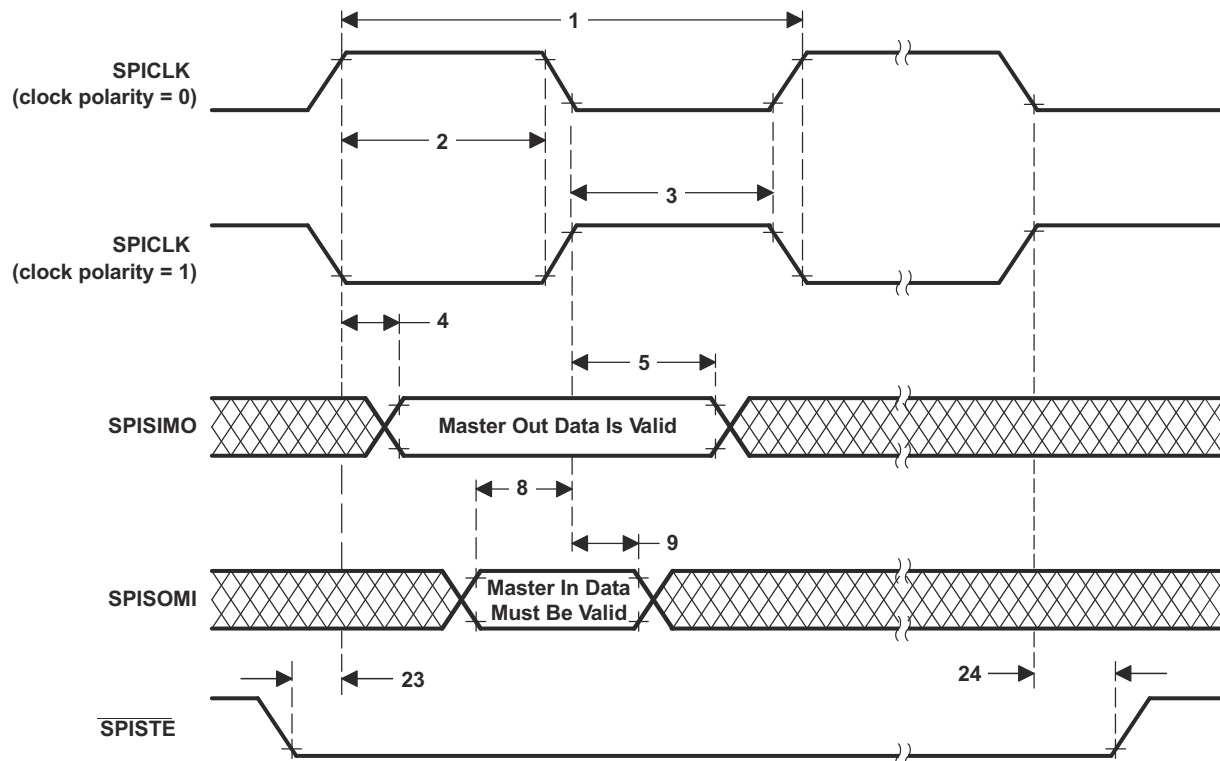 1
SPICLK
(clock polarity = 0)
2
3
SPICLK
(clock polarity = 1)
4
5
SPISIMO
Master Out Data Is Valid
8
9
SPISOMI
Master In Data
Must Be Valid
23
24
SPISTE